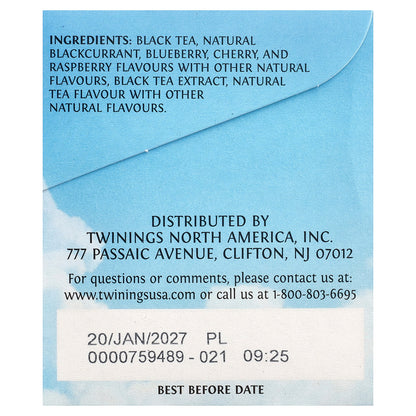 INGREDIENTS: BLACK TEA, NATURAL
BLACKCURRANT, BLUEBERRY, CHERRY, AND
RASPBERRY FLAVOURS WITH OTHER NATURAL
FLAVOURS, BLACK TEA EXTRACT, NATURAL
TEA FLAVOUR WITH OTHER
NATURAL FLAVOURS.
DISTRIBUTED BY
TWININGS NORTH AMERICA, INC.
777 PASSAIC AVENUE, CLIFTON, NJ 07012
For questions or comments, please contact us at:
www.twiningsusa.com or call us at 1-800-803-6695
20/JAN/2027 PL
0000759489 - 021 09:25
BEST BEFORE DATE